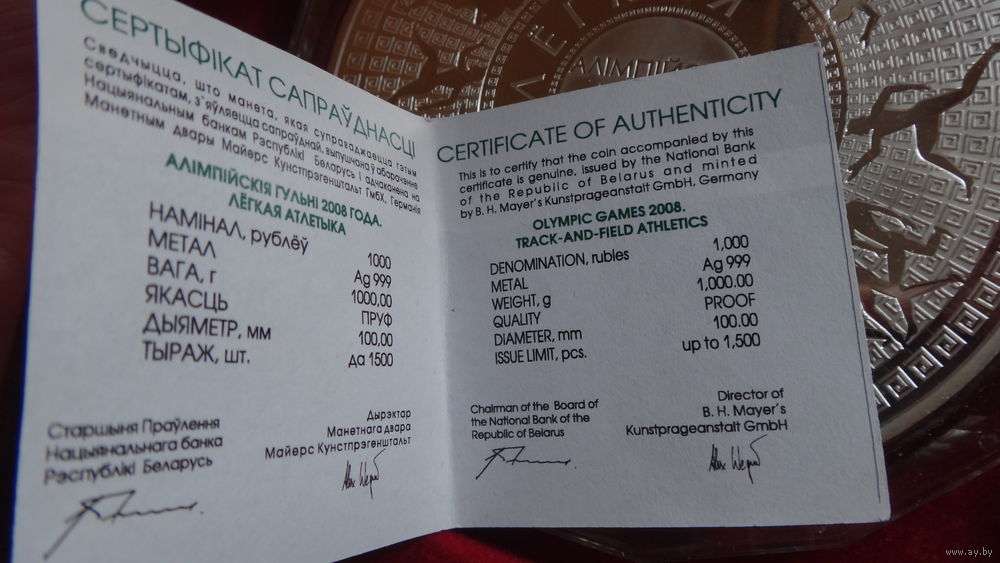 СЕРТЫФІКАТ САПРАЎДНАСЦІ
Сведчыцца, што манета, якая суправаджаецца гэтым
сертыфікатам, з'яўляецца сапраўднай, выпушчана ў абарачэнне
Нацыянальным банкам Рэспублікі Беларусь і адчаканена на
Манетным двары Майерс Кунстпрэгенштальт ГмбХ, Германія
АЛІМПІЙСКІЯ ГУЛЬНІ 2008 ГОДА.
ЛЁГКАЯ АТЛЕТЫКА
НАМІНАЛ, рублёў 1000
МЕТАЛ Ag 999
ВАГА, г 1000,00
ЯКАСЦЬ ПРУФ
ДЫЯМЕТР, мм 100,00
ТЫРАЖ, шт. да 1500
Старшыня Праўлення
Нацыянальнага банка
Рэспублікі Беларусь
Дырэктар
Манетнага двара
Майерс Кунстпрэгенштальт
CERTIFICATE OF AUTHENTICITY
This is to certify that the coin accompanied by this
certificate is genuine, issued by the National Bank
of the Republic of Belarus and minted
by B. H. Mayer's Kunstprageanstalt GmbH, Germany
OLYMPIC GAMES 2008.
TRACK-AND-FIELD ATHLETICS
DENOMINATION, rubles 1,000
METAL Ag 999
WEIGHT, g 1,000.00
QUALITY PROOF
DIAMETER, mm 100.00
ISSUE LIMIT, pcs. up to 1,500
Chairman of the Board of
the National Bank of the
Republic of Belarus
Director of
B. H. Mayer's
Kunstprageanstalt GmbH
www.ay.by